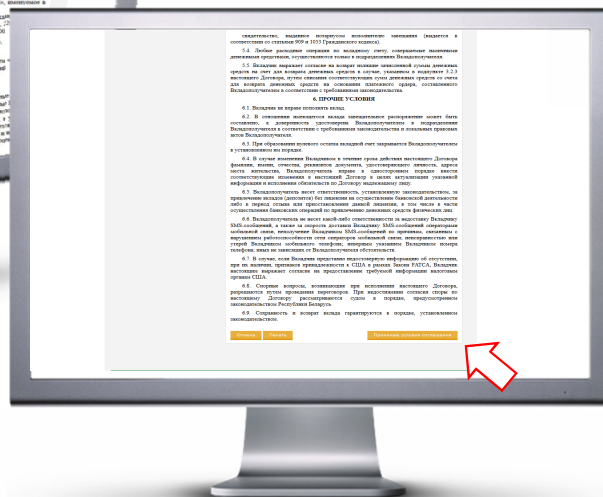 , именуемое в
свидетельство, выданное нотариусом исполнителю завещания (выдается в
соответствии со статьями 909 и 1053 Гражданского кодекса).
5.4. Любые расходные операции по вкладному счету, совершаемые наличными
денежными средствами, осуществляются только в подразделениях Вкладополучателя.
5.5. Вкладчик выражает согласие на возврат излишне зачисленной суммы денежных
средств на счет для возврата денежных средств в случае, указанном в подпункте 3.2.3
настоящего Договора, путем списания соответствующих сумм денежных средств со счета
для возврата денежных средств на основании платежного ордера, составленного
Вкладополучателем в соответствии с требованиями законодательства.
6. ПРОЧИЕ УСЛОВИЯ
6.1. Вкладчик не вправе пополнять вклад.
6.2. В отношении имеющегося вклада завещательное распоряжение может быть
составлено, а доверенность удостоверена Вкладополучателем в подразделении
Вкладополучателя в соответствии с требованиями законодательства и локальных правовых
актов Вкладополучателя.
6.3. При образовании нулевого остатка вкладной счет закрывается Вкладополучателем
в установленном им порядке.
6.4. В случае изменения Вкладчиком в течение срока действия настоящего Договора
фамилии, имени, отчества, реквизитов документа, удостоверяющего личность, адреса
места жительства, Вкладополучатель вправе в одностороннем порядке внести
соответствующие изменения в настоящий Договор в целях актуализации указанной
информации и исполнения обязательств по Договору надлежащему лицу.
6.5. Вкладополучатель несет ответственность, установленную законодательством, за
привлечение вкладов (депозитов) без лицензии на осуществление банковской деятельности
либо в период отзыва или приостановления данной лицензии, в том числе в части
осуществления банковских операций по привлечению денежных средств физических лиц.
6.6. Вкладополучатель не несет какой-либо ответственности за недоставку Вкладчику
SMS-сообщений, а также за скорость доставки Вкладчику SMS-сообщений операторами
мобильной связи, неполучение Вкладчиком SMS-сообщений по причинам, связанным с
нарушением работоспособности сети операторов мобильной связи, неисправностью или
утерей Вкладчиком мобильного телефона; неверным указанием Вкладчиком номера
телефона; иных не зависящих от Вкладополучателя обстоятельств.
6.7. В случае, если Вкладчик представил недостоверную информацию об отсутствии,
при их наличии, признаков принадлежности к США в рамках Закона FATCA, Вкладчик
настоящим выражает согласие на предоставление требуемой информации налоговым
органам США.
6.8. Спорные вопросы, возникающие при исполнении настоящего Договора,
разрешаются путем проведения переговоров. При недостижении согласия споры по
настоящему Договору рассматриваются судом в порядке, предусмотренном
законодательством Республики Беларусь.
6.9. Сохранность и возврат вклада гарантируются в порядке, установленном
законодательством.
Отмена Печать Принимаю условия соглашения